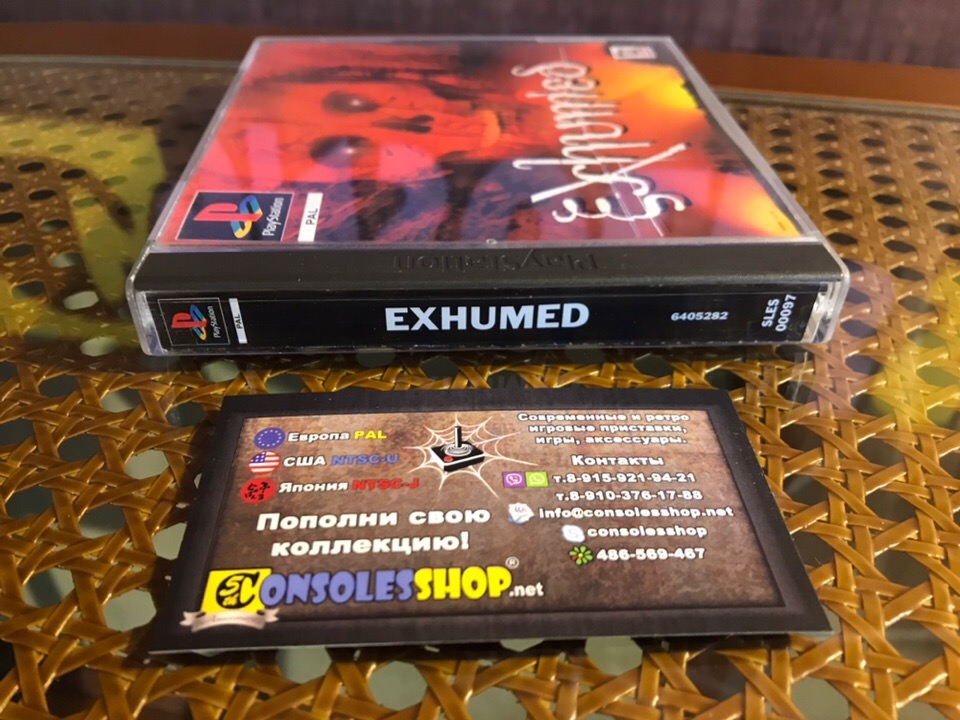 Exhumed
PlayStation
PAL
PlayStation
PlayStation
PAL
EXHUMED
6405282
SLES
00097
Европа PAL
США NTSC-U
Япония NTSC-J
Пополни свою
коллекцию!
CONSOLESSHOP®.net
Современные и ретро
игровые приставки,
игры, аксессуары.
Контакты
т.8-915-921-94-21
т.8-910-376-17-88
info@consolesshop.net
consolesshop
486-569-467